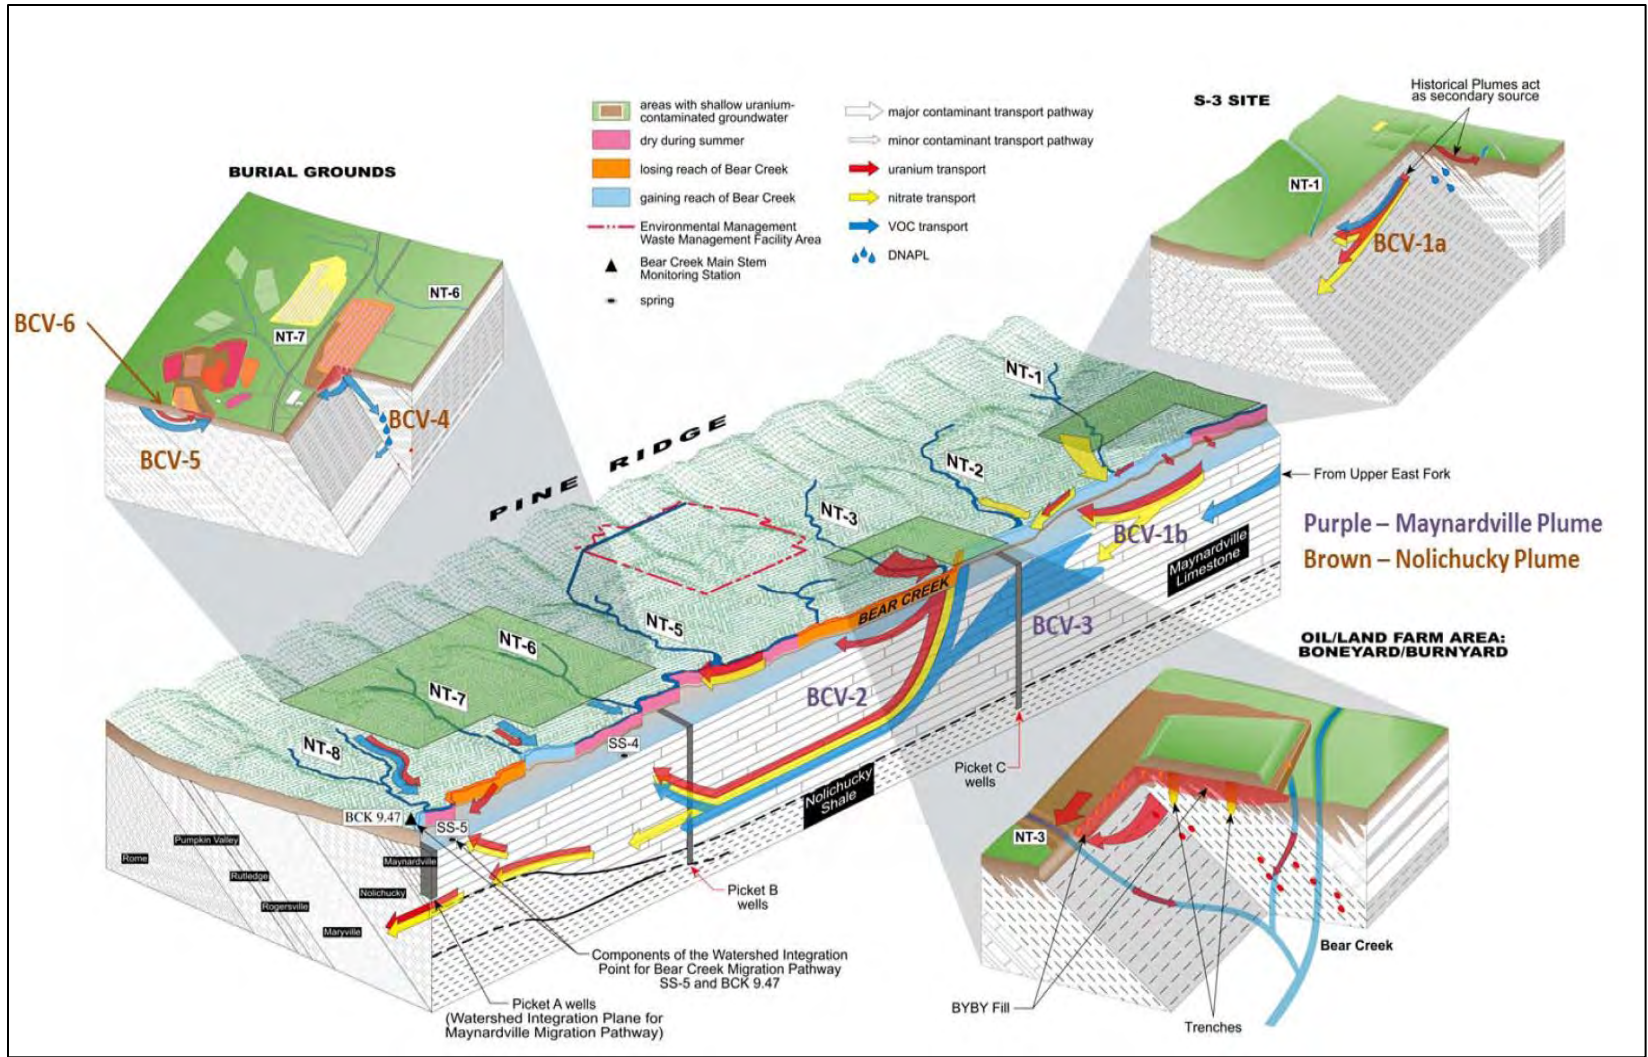 areas with shallow uranium-
contaminated groundwater
dry during summer
losing reach of Bear Creek
gaining reach of Bear Creek
Environmental Management
Waste Management Facility Area
Bear Creek Main Stem
Monitoring Station
spring
major contaminant transport pathway
minor contaminant transport pathway
uranium transport
nitrate transport
VOC transport
DNAPL
S-3 SITE
Historical Plumes act
as secondary source
NT-1
BCV-1a
BURIAL GROUNDS
NT-6
NT-7
BCV-6
BCV-4
BCV-5
PINE RIDGE
NT-1
NT-2
NT-3
From Upper East Fork
BCV-1b
Maynardville
Limestone
Purple – Maynardville Plume
Brown – Nolichucky Plume
BEAR CREEK
NT-5
BCV-3
NT-6
NT-7
BCV-2
NT-8
SS-4
Picket C
wells
Nolichucky
Shale
BCK 9.47
SS-5
Rome
Pumpkin Valley
Rutledge
Rogersville
Maryville
Maynardville
Nolichucky
Picket B
wells
Components of the Watershed Integration
Point for Bear Creek Migration Pathway
SS-5 and BCK 9.47
Picket A wells
(Watershed Integration Plane for
Maynardville Migration Pathway)
OIL/LAND FARM AREA:
BONEYARD/BURNYARD
NT-3
Bear Creek
BYBY Fill
Trenches